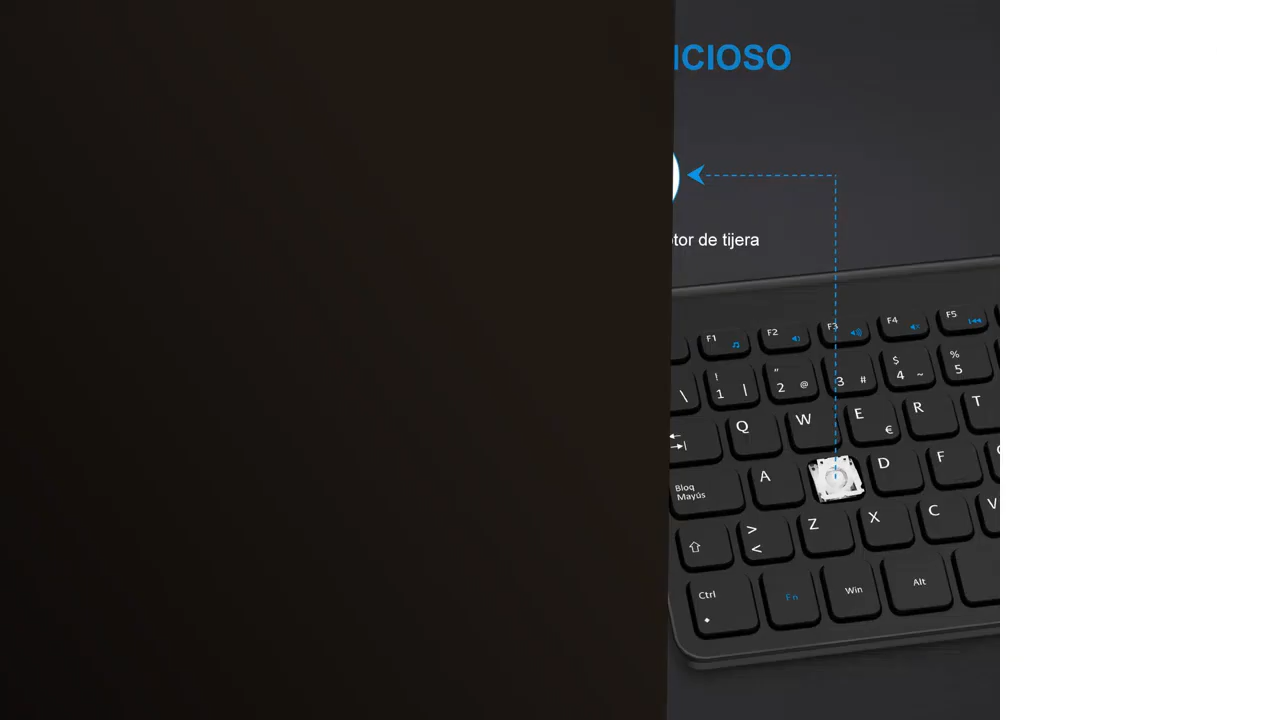 ICIOSO
tor de tijera
F1 F2 F3 F4 F5
\ ! 1 | " 2 @ 3 # $ 4 ~ % 5
Q W E € R T
Bloq Mayús A D F
> < Z X C V
Ctrl Fn Win Alt